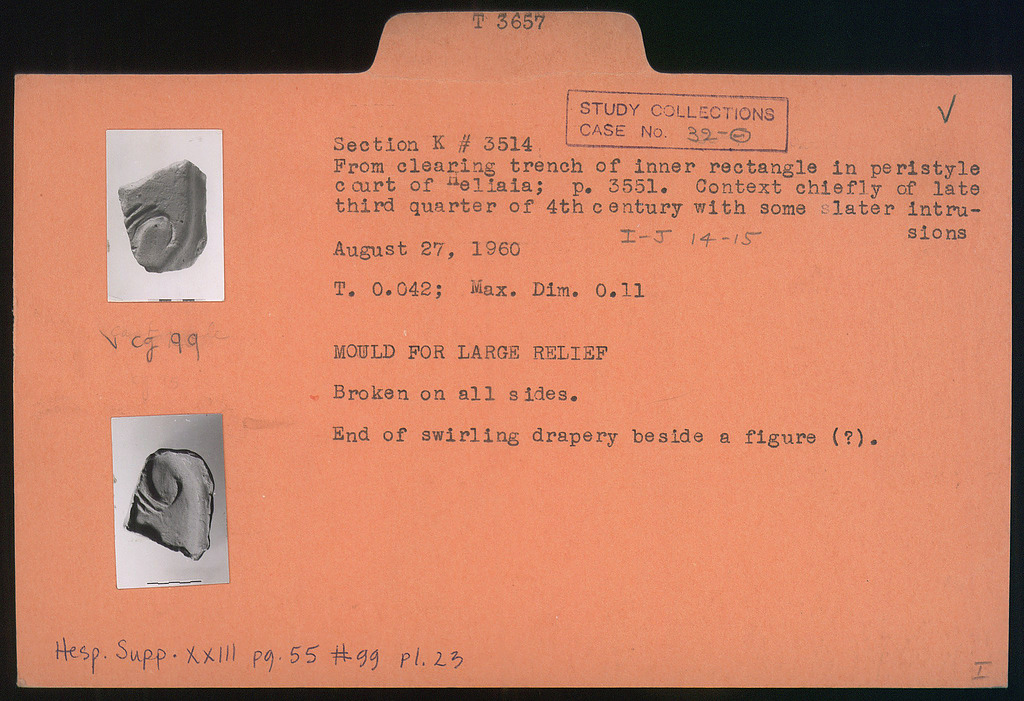 T 3657
STUDY COLLECTIONS
CASE No. 32-
Section K # 3514
From clearing trench of inner rectangle in peristyle
court of Heliaia; p. 3551. Context chiefly of late
third quarter of 4th century with some slater intru-
sions
I-J 14-15
August 27, 1960
T. 0.042; Max. Dim. 0.11
√ cg 99
MOULD FOR LARGE RELIEF
Broken on all sides.
End of swirling drapery beside a figure (?).
Hesp. Supp. XXIII pg. 55 #99 pl. 23
I